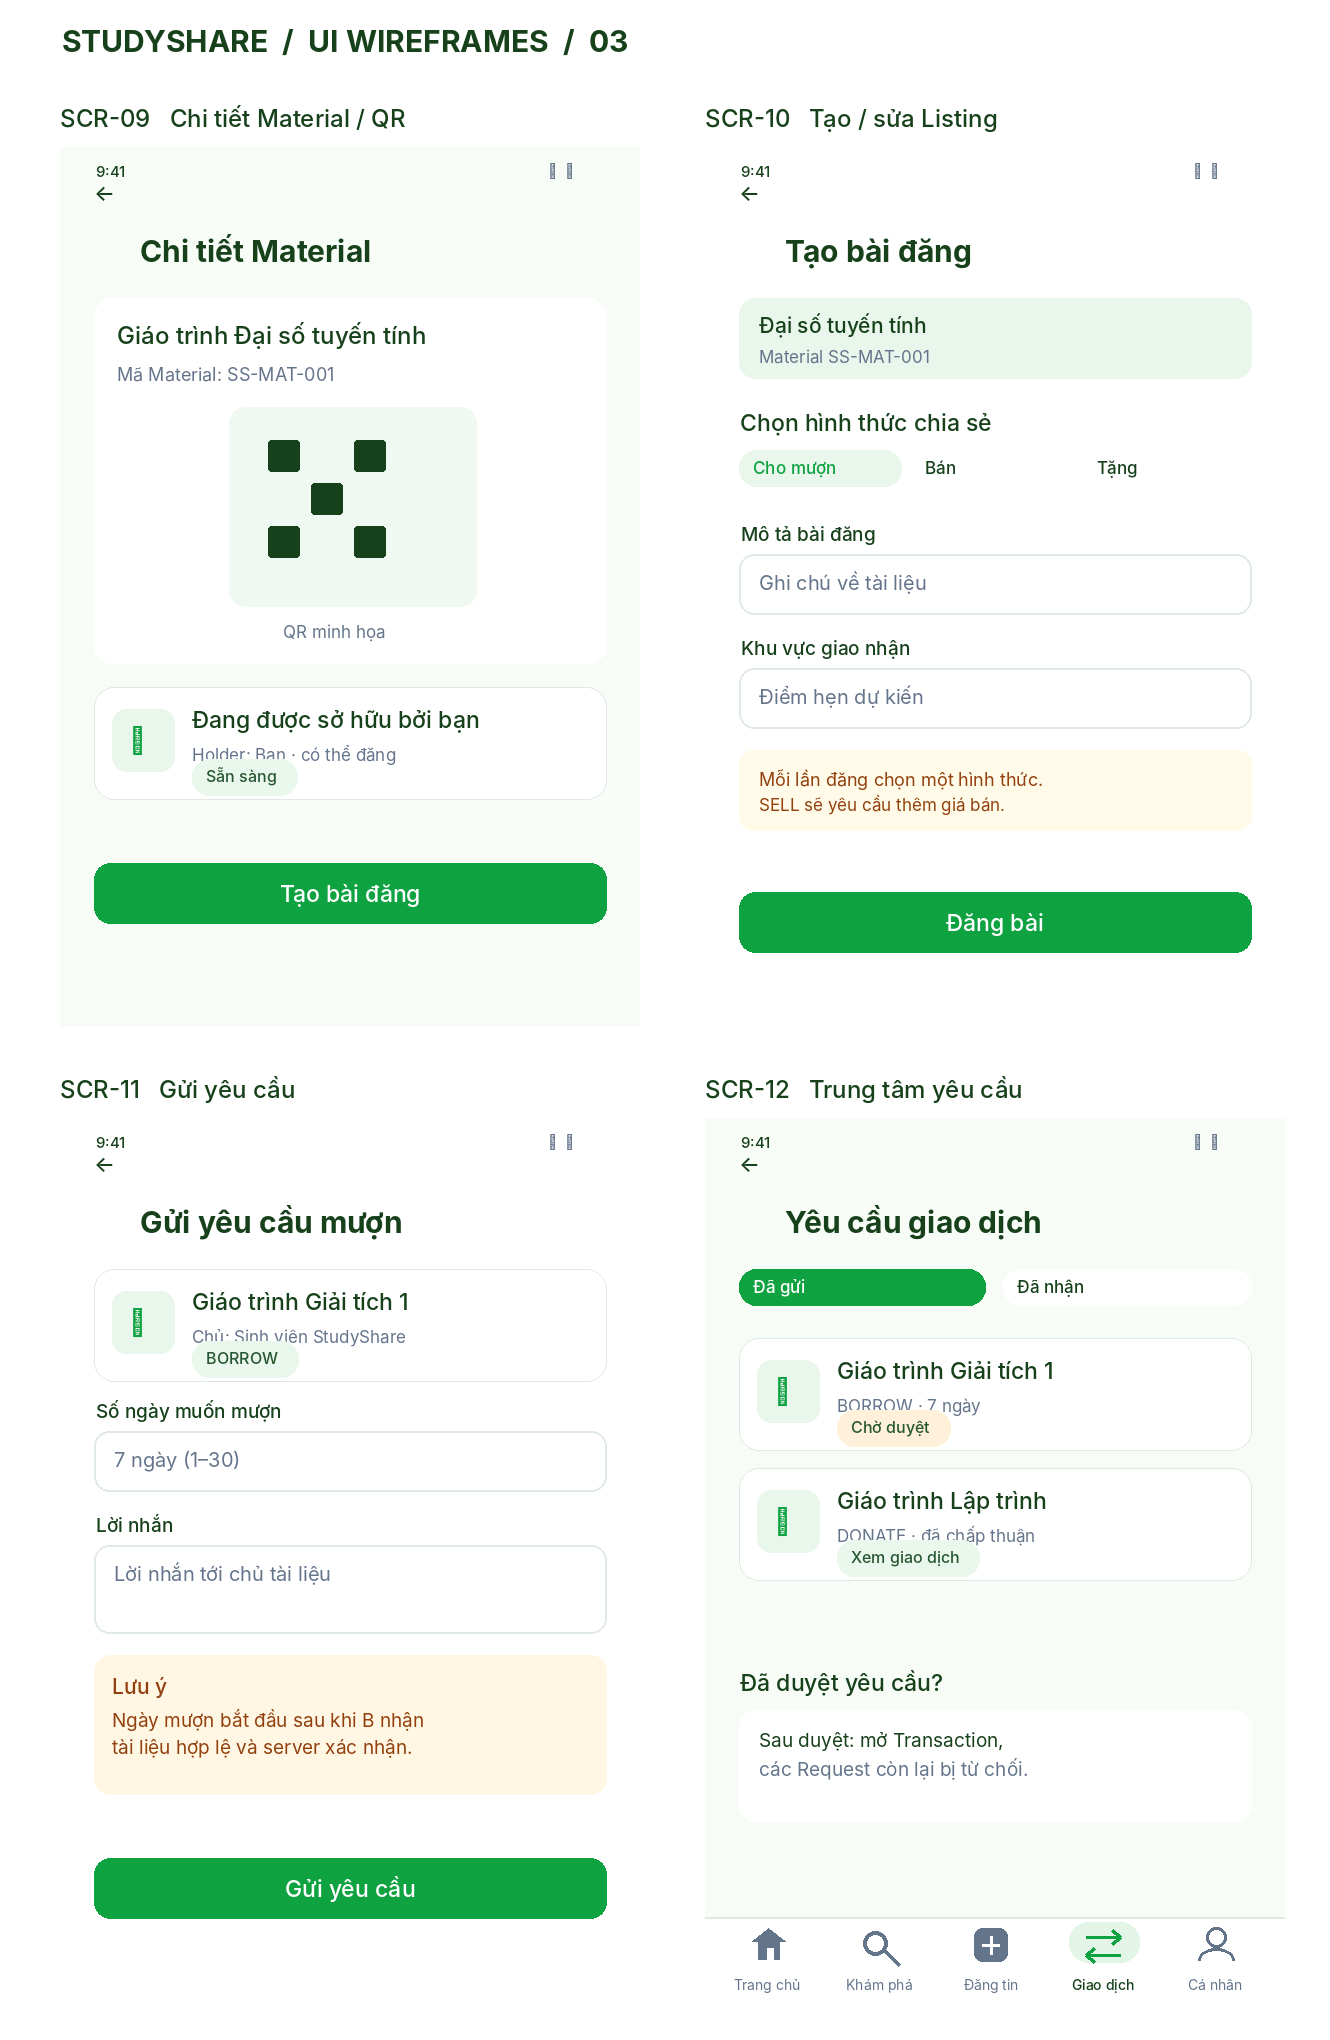 STUDYSHARE / UI WIREFRAMES / 03
SCR-09 Chi tiết Material / QR
9:41
←
Chi tiết Material
Giáo trình Đại số tuyến tính
Mã Material: SS-MAT-001
QR minh họa
Đang được sở hữu bởi bạn
Holder: Bạn · có thể đăng
Sẵn sàng
Tạo bài đăng
SCR-10 Tạo / sửa Listing
9:41
←
Tạo bài đăng
Đại số tuyến tính
Material SS-MAT-001
Chọn hình thức chia sẻ
Cho mượn Bán Tặng
Mô tả bài đăng
Ghi chú về tài liệu
Khu vực giao nhận
Điểm hẹn dự kiến
Mỗi lần đăng chọn một hình thức.
SELL sẽ yêu cầu thêm giá bán.
Đăng bài
SCR-11 Gửi yêu cầu
9:41
←
Gửi yêu cầu mượn
Giáo trình Giải tích 1
Chủ: Sinh viên StudyShare
BORROW
Số ngày muốn mượn
7 ngày (1–30)
Lời nhắn
Lời nhắn tới chủ tài liệu
Lưu ý
Ngày mượn bắt đầu sau khi B nhận
tài liệu hợp lệ và server xác nhận.
Gửi yêu cầu
SCR-12 Trung tâm yêu cầu
9:41
←
Yêu cầu giao dịch
Đã gửi Đã nhận
Giáo trình Giải tích 1
BORROW · 7 ngày
Chờ duyệt
Giáo trình Lập trình
DONATE · đã chấp thuận
Xem giao dịch
Đã duyệt yêu cầu?
Sau duyệt: mở Transaction,
các Request còn lại bị từ chối.
Trang chủ Khám phá Đăng tin Giao dịch Cá nhân